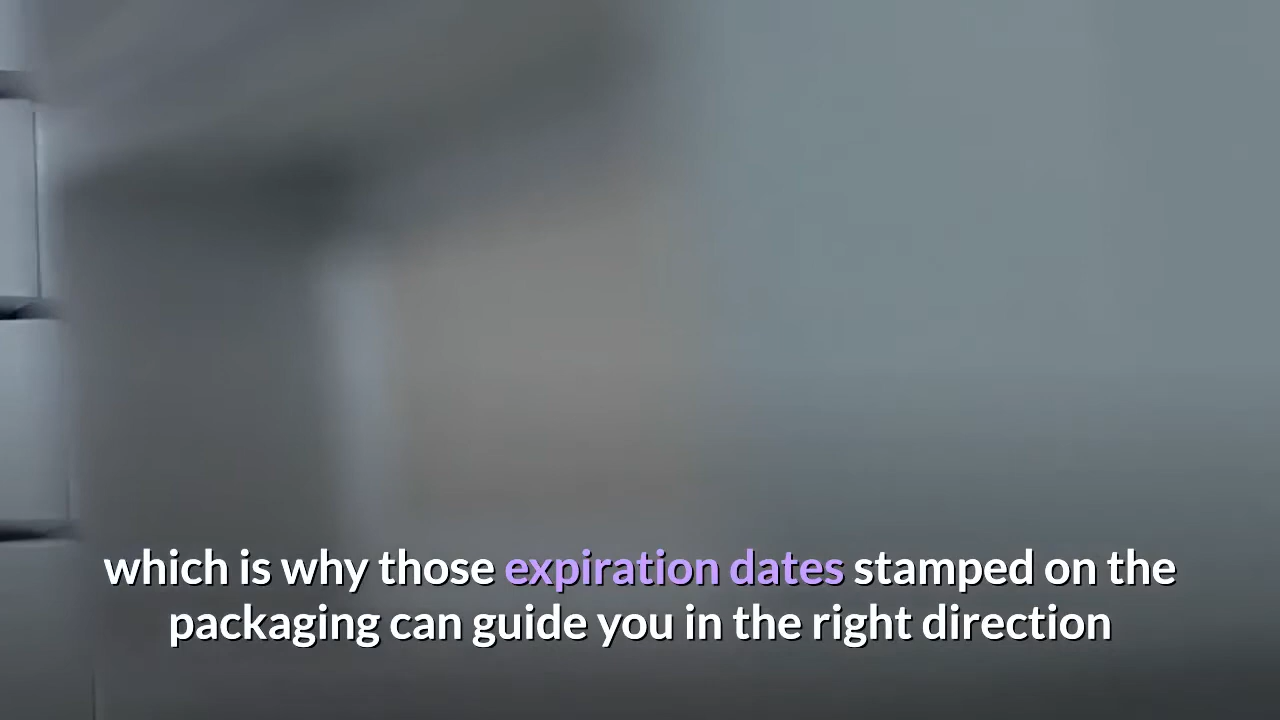 which is why those expiration dates stamped on the
packaging can guide you in the right direction